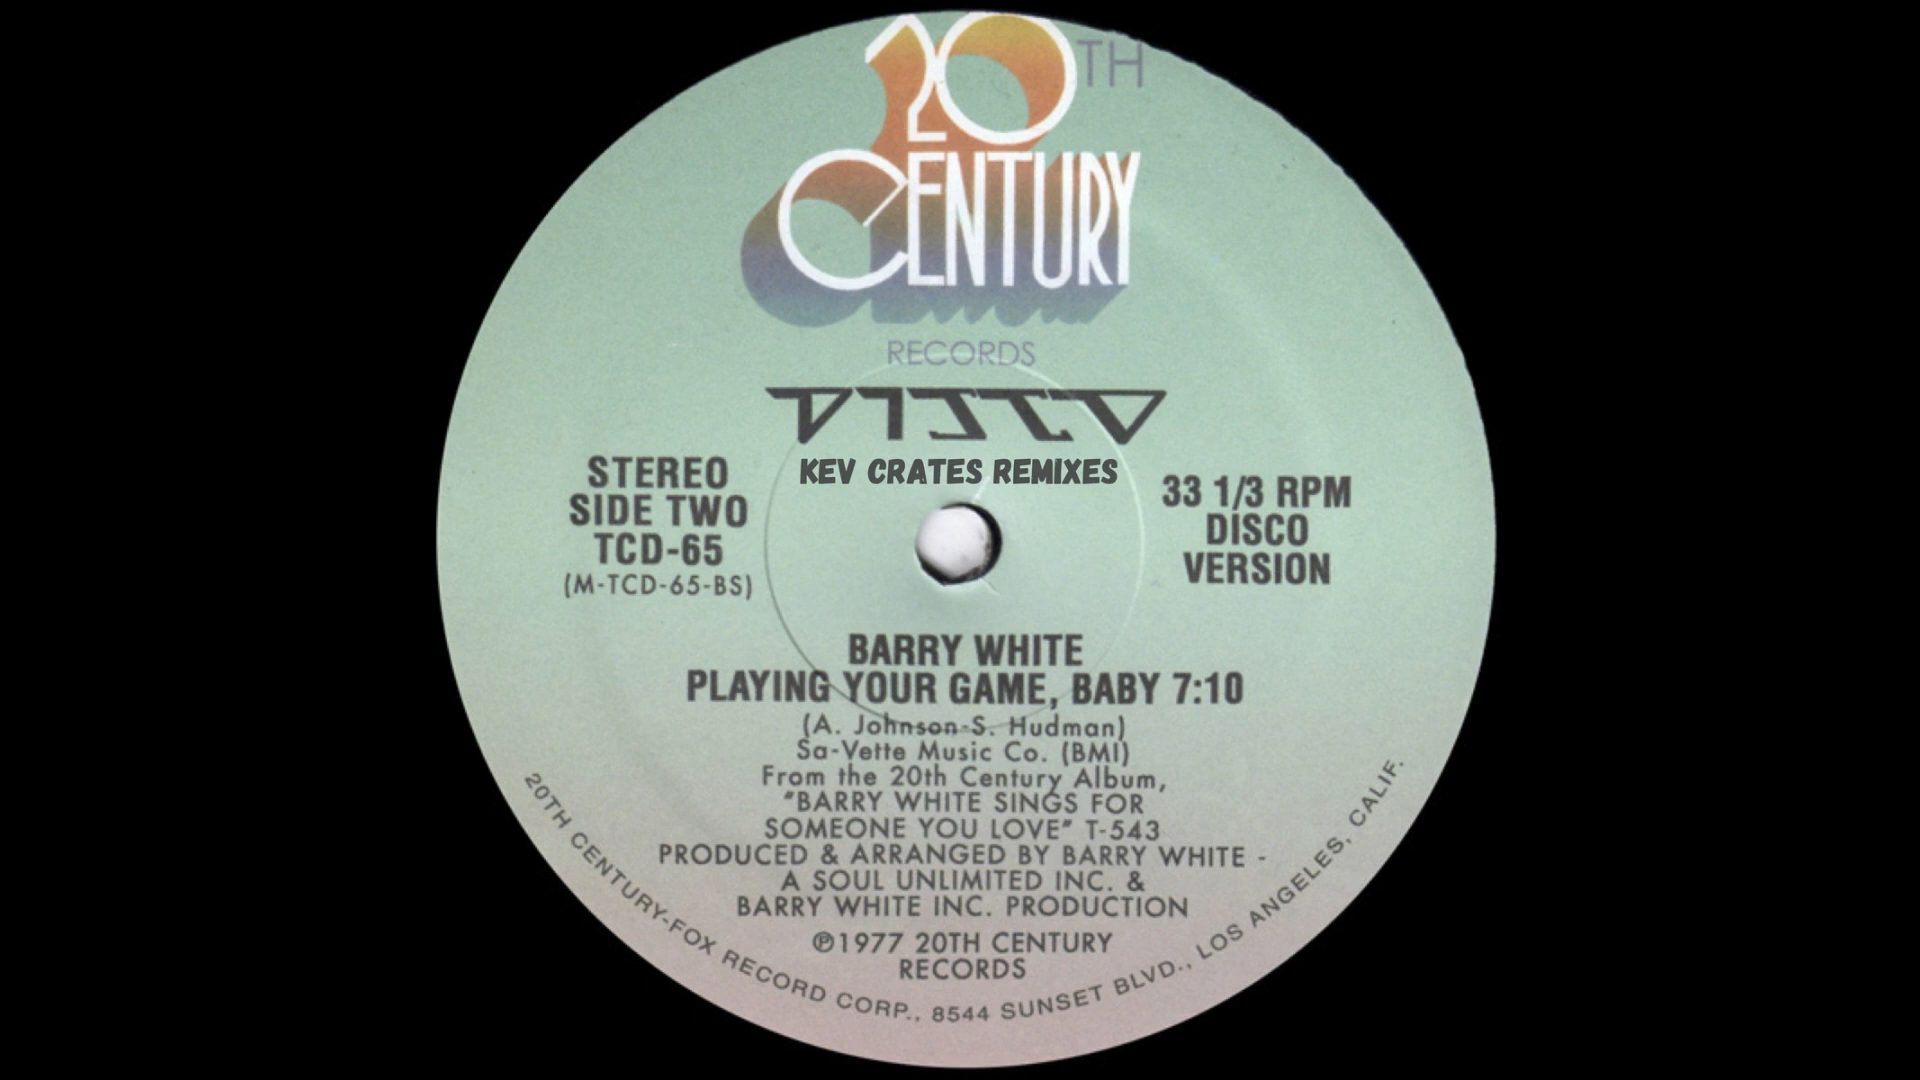 20TH
CENTURY
RECORDS
DISCO
KEV CRATES REMIXES
STEREO
SIDE TWO
TCD-65
(M-TCD-65-BS)
33 1/3 RPM
DISCO
VERSION
BARRY WHITE
PLAYING YOUR GAME, BABY 7:10
(A. Johnson-S. Hudman)
Sa-Vette Music Co. (BMI)
From the 20th Century Album,
"BARRY WHITE SINGS FOR
SOMEONE YOU LOVE" T-543
PRODUCED & ARRANGED BY BARRY WHITE -
A SOUL UNLIMITED INC. &
BARRY WHITE INC. PRODUCTION
℗1977 20TH CENTURY
RECORDS
20TH CENTURY-FOX RECORD CORP., 8544 SUNSET BLVD., LOS ANGELES, CALIF.